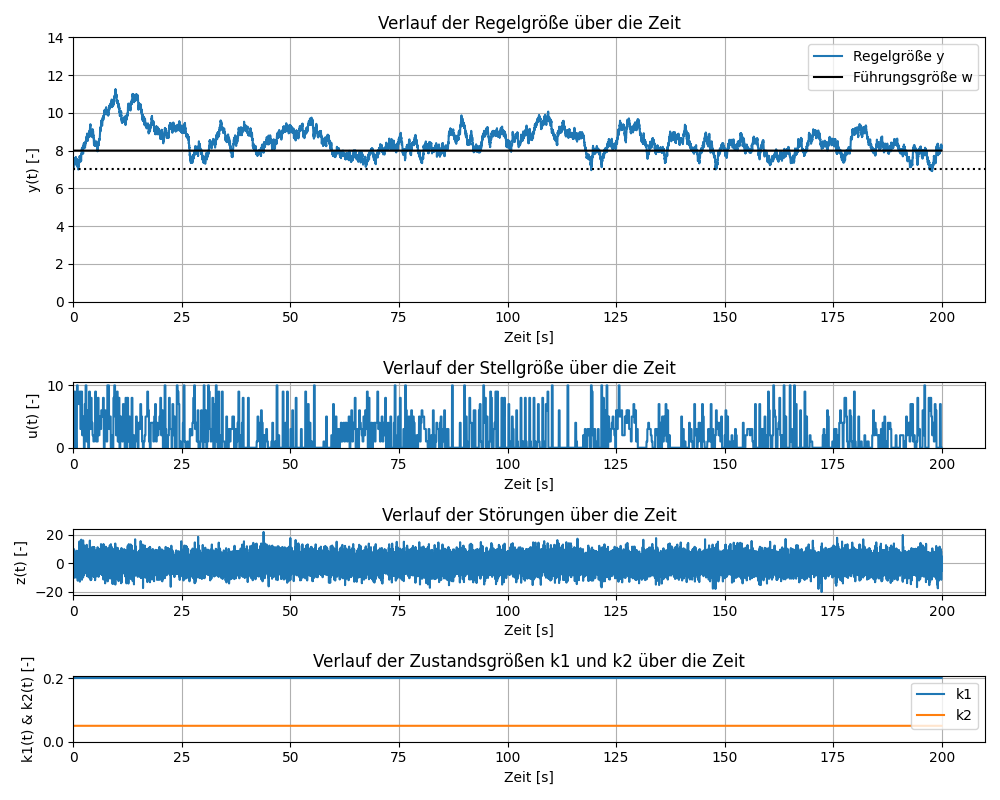 Verlauf der Regelgröße über die Zeit
14
12
10
8
6
4
2
0
y(t) [-]
Regelgröße y
Führungsgröße w
0 25 50 75 100 125 150 175 200
Zeit [s]
Verlauf der Stellgröße über die Zeit
10
0
u(t) [-]
0 25 50 75 100 125 150 175 200
Zeit [s]
Verlauf der Störungen über die Zeit
20
0
−20
z(t) [-]
0 25 50 75 100 125 150 175 200
Zeit [s]
Verlauf der Zustandsgrößen k1 und k2 über die Zeit
0.2
0.0
k1(t) & k2(t) [-]
k1
k2
0 25 50 75 100 125 150 175 200
Zeit [s]